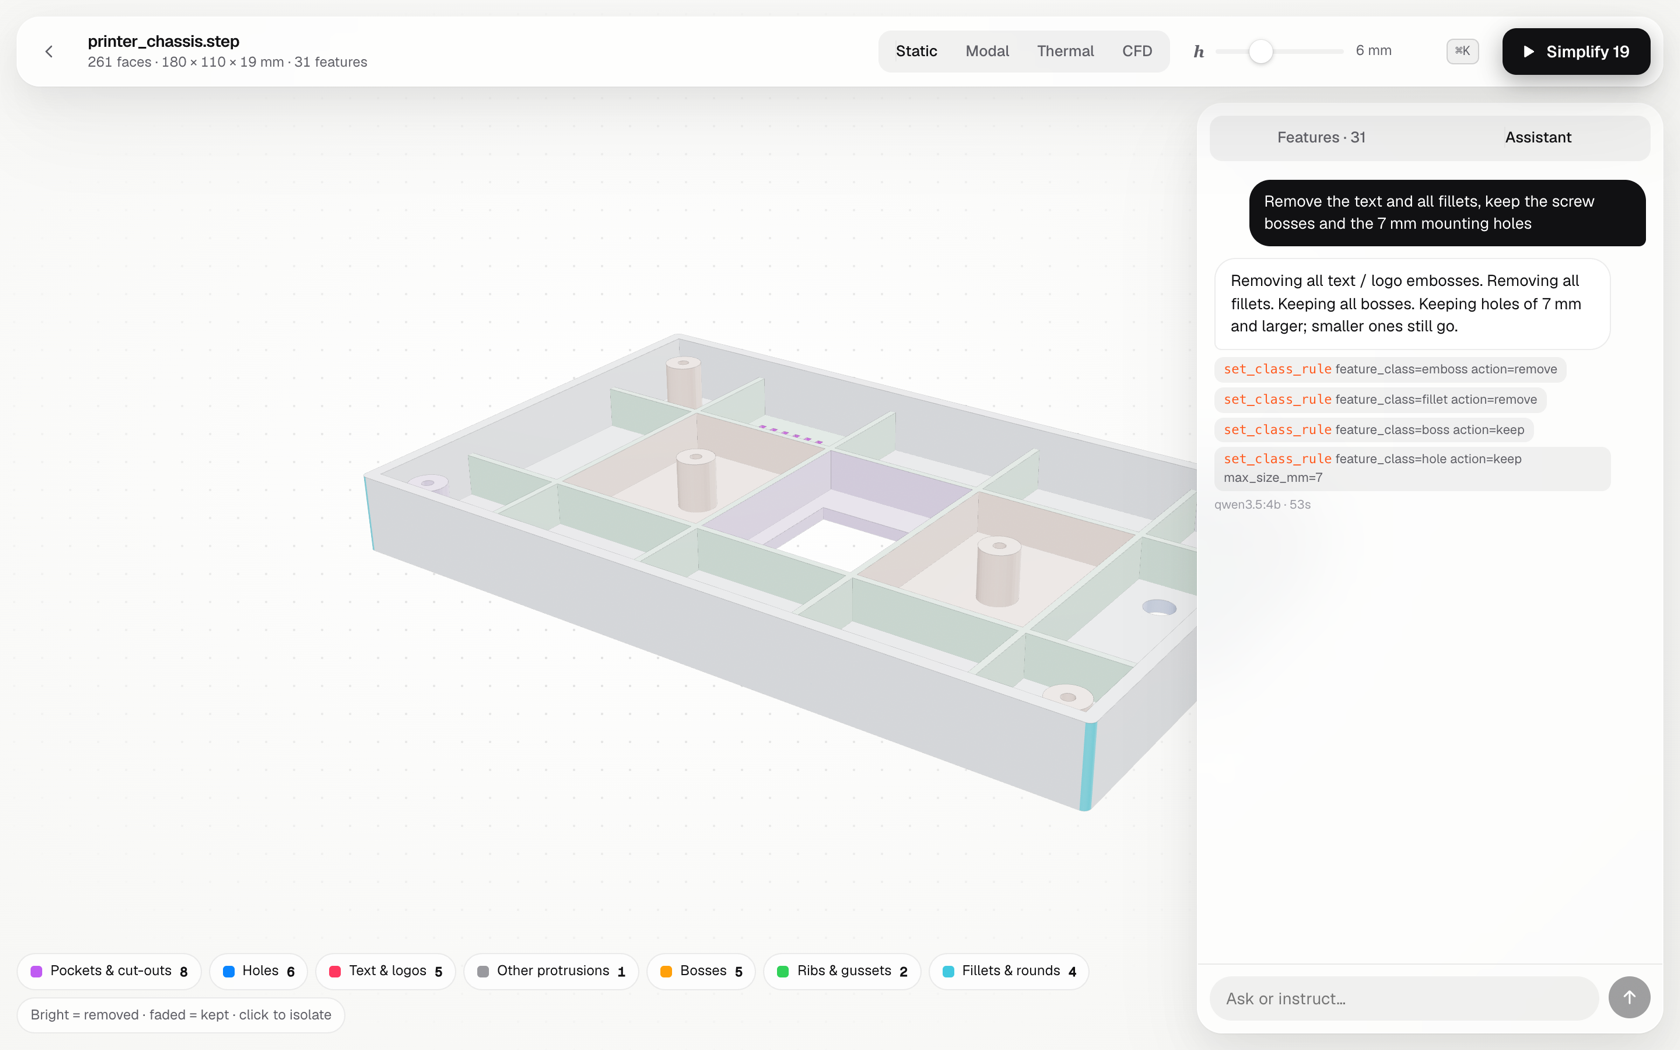 printer_chassis.step
261 faces · 180 × 110 × 19 mm · 31 features
Static
Modal
Thermal
CFD
h
6 mm
⌘K
Simplify 19
Features · 31
Assistant
Remove the text and all fillets, keep the screw
bosses and the 7 mm mounting holes
Removing all text / logo embosses. Removing all
fillets. Keeping all bosses. Keeping holes of 7 mm
and larger; smaller ones still go.
set_class_rule feature_class=emboss action=remove
set_class_rule feature_class=fillet action=remove
set_class_rule feature_class=boss action=keep
set_class_rule feature_class=hole action=keep
max_size_mm=7
qwen3.5:4b · 53s
Pockets & cut-outs 8
Holes 6
Text & logos 5
Other protrusions 1
Bosses 5
Ribs & gussets 2
Fillets & rounds 4
Bright = removed · faded = kept · click to isolate
Ask or instruct...